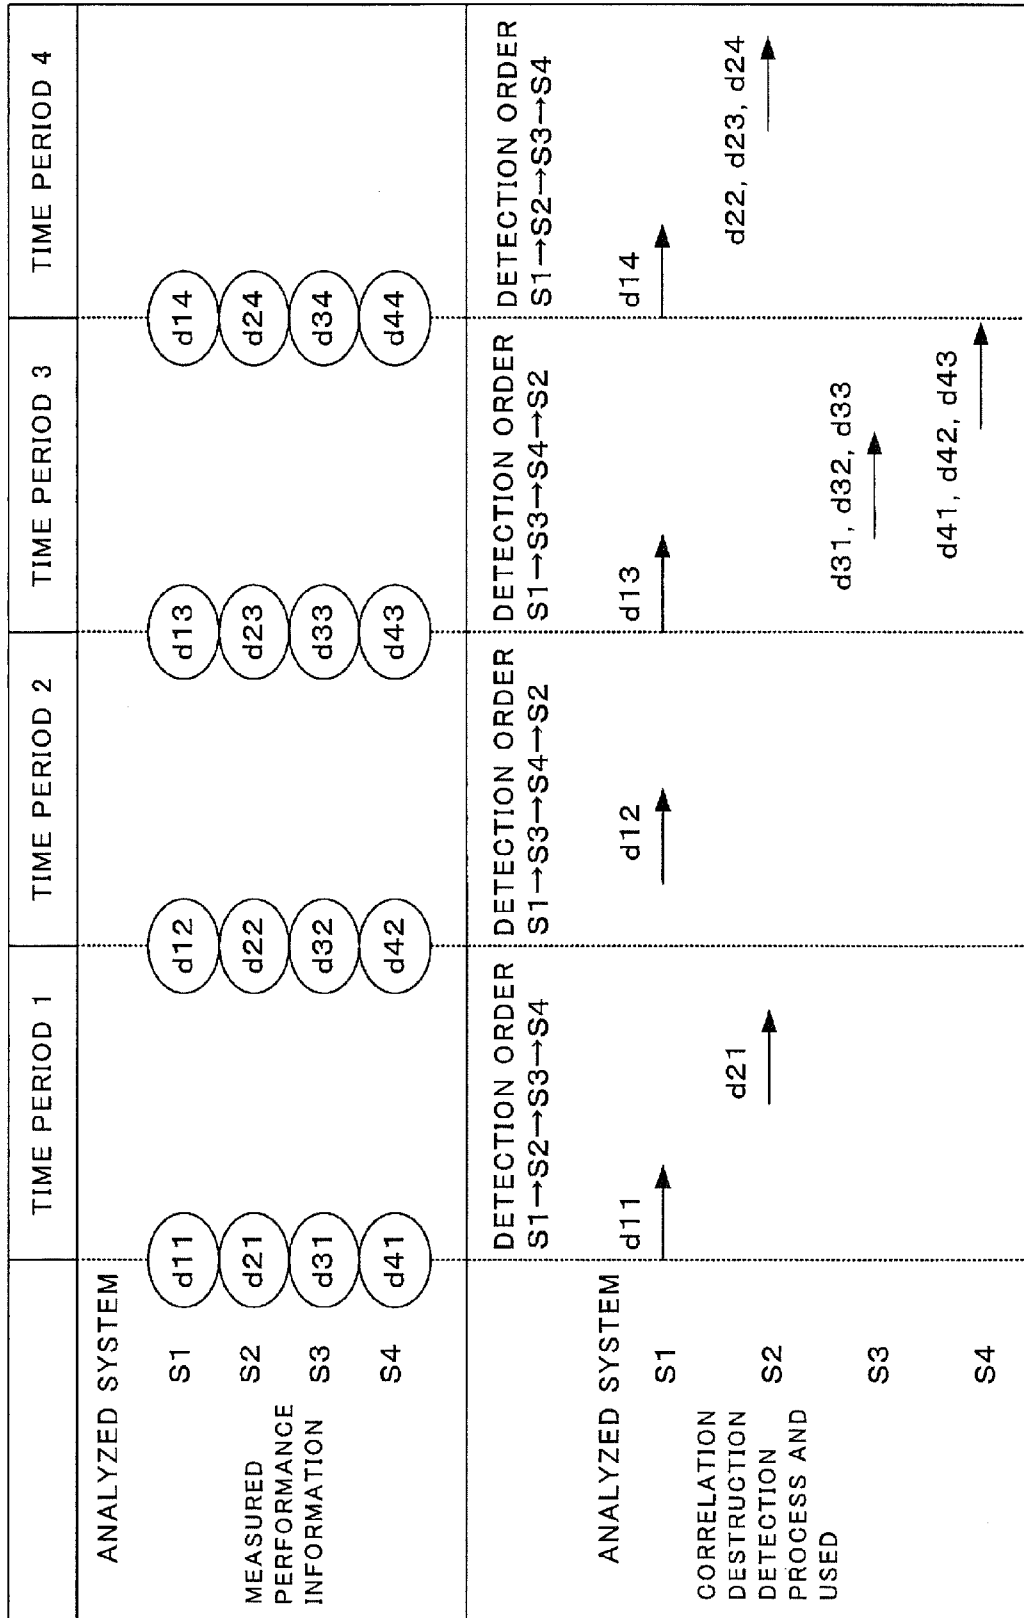 TIME PERIOD 1
TIME PERIOD 2
TIME PERIOD 3
TIME PERIOD 4
ANALYZED SYSTEM
S1
d11
d12
d13
d14
MEASURED
PERFORMANCE
INFORMATION
S2
d21
d22
d23
d24
S3
d31
d32
d33
d34
S4
d41
d42
d43
d44
DETECTION ORDER
S1→S2→S3→S4
DETECTION ORDER
S1→S3→S4→S2
DETECTION ORDER
S1→S3→S4→S2
DETECTION ORDER
S1→S2→S3→S4
ANALYZED SYSTEM
S1
d11
d12
d13
d14
CORRELATION
DESTRUCTION
DETECTION
PROCESS AND
USED
S2
d21
d22, d23, d24
S3
d31, d32, d33
S4
d41, d42, d43